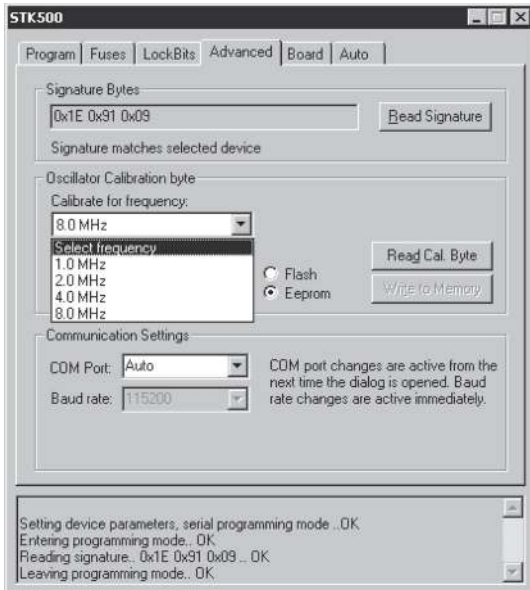 STK500
Program Fuses LockBits Advanced Board Auto
Signature Bytes
0x1E 0x91 0x09
Read Signature
Signature matches selected device
Oscillator Calibration byte
Calibrate for frequency:
8.0 MHz
Select frequency
1.0 MHz
2.0 MHz
4.0 MHz
8.0 MHz
Flash
Eeprom
Read Cal. Byte
Write to Memory
Communication Settings
COM Port: Auto
Baud rate: 115200
COM port changes are active from the
next time the dialog is opened. Baud
rate changes are active immediately.
Setting device parameters, serial programming mode ..OK
Entering programming mode.. OK
Reading signature.. 0x1E 0x91 0x09 .. OK
Leaving programming mode.. OK